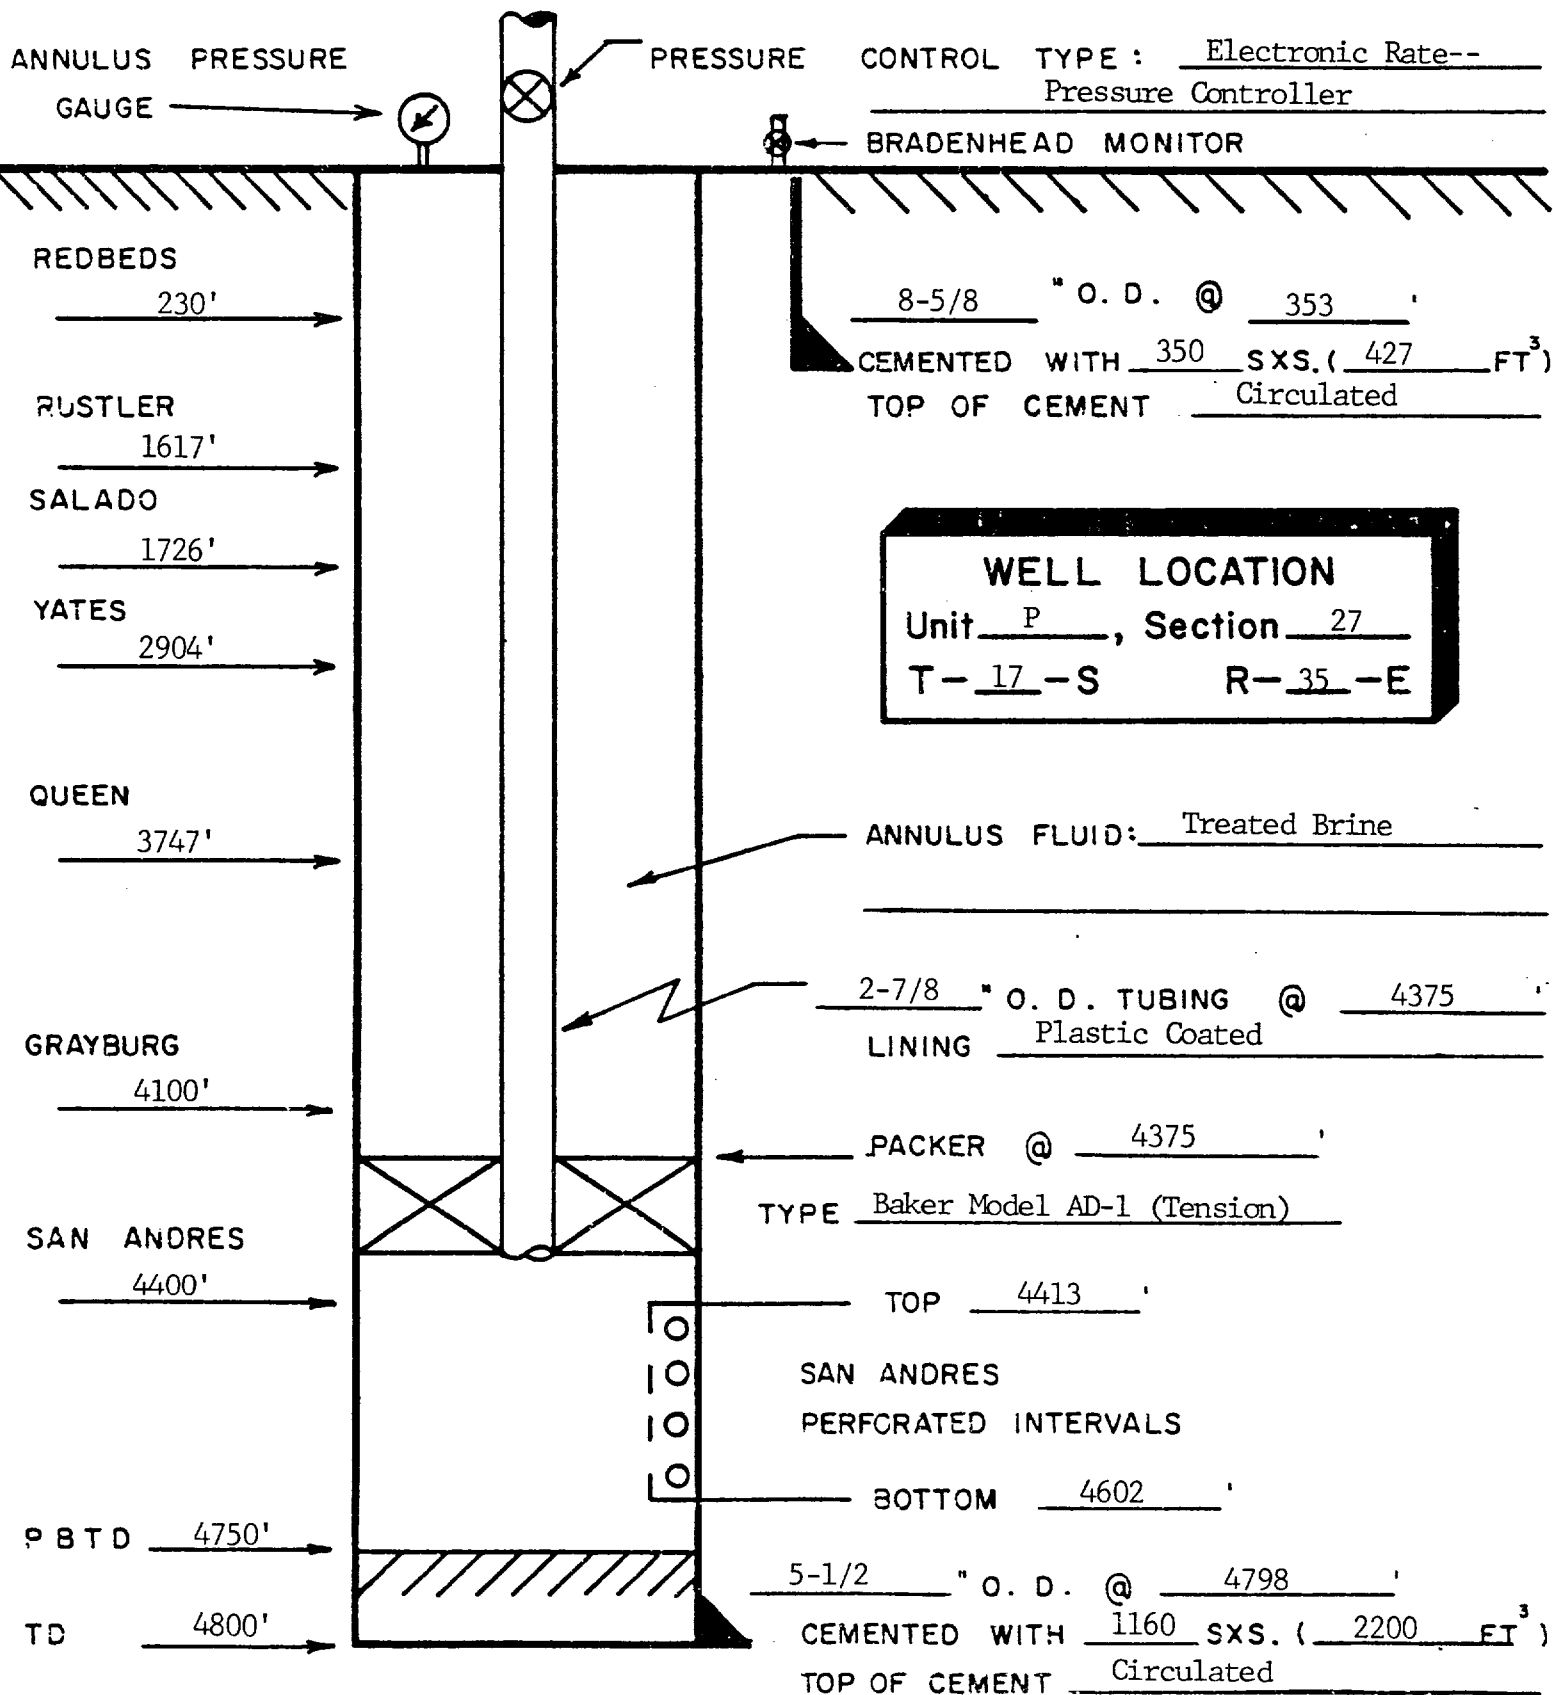 ANNULUS PRESSURE
GAUGE
PRESSURE CONTROL TYPE: Electronic Rate--
Pressure Controller
BRADENHEAD MONITOR
REDBEDS
230'
8-5/8 " O. D. @ 353 '
CEMENTED WITH 350 SXS. ( 427 FT³)
TOP OF CEMENT Circulated
RUSTLER
1617'
SALADO
1726'
YATES
2904'
WELL LOCATION
Unit P, Section 27
T-17-S R-35-E
QUEEN
3747'
ANNULUS FLUID: Treated Brine
2-7/8 " O. D. TUBING @ 4375 '
LINING Plastic Coated
GRAYBURG
4100'
PACKER @ 4375 '
TYPE Baker Model AD-1 (Tension)
SAN ANDRES
4400'
TOP 4413 '
SAN ANDRES
PERFORATED INTERVALS
BOTTOM 4602 '
PBTD 4750'
5-1/2 " O. D. @ 4798 '
TD 4800'
CEMENTED WITH 1160 SXS. ( 2200 FT³)
TOP OF CEMENT Circulated